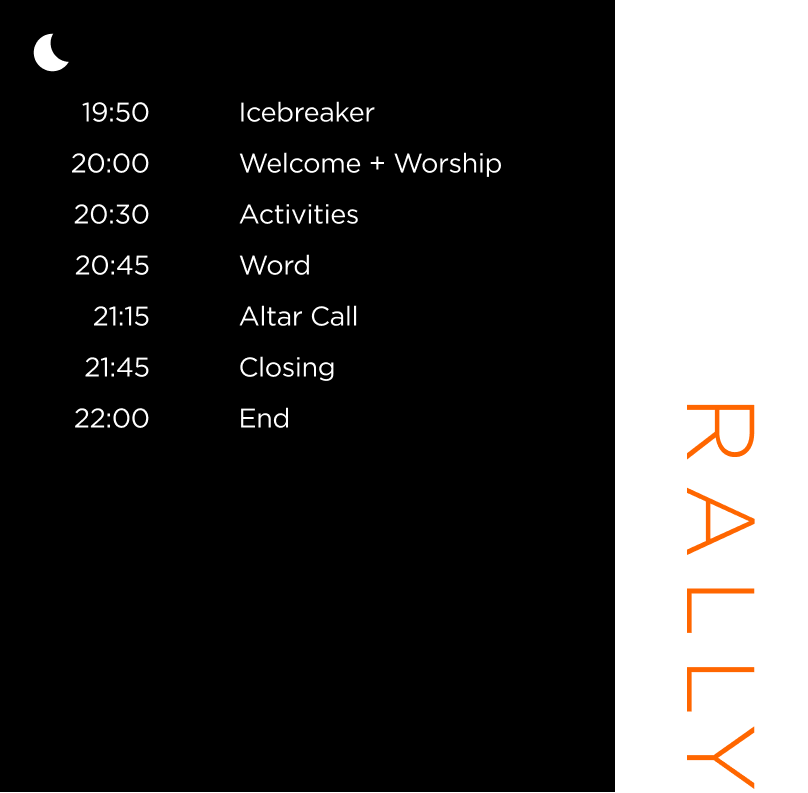 19:50 Icebreaker
20:00 Welcome + Worship
20:30 Activities
20:45 Word
21:15 Altar Call
21:45 Closing
22:00 End
RALLY